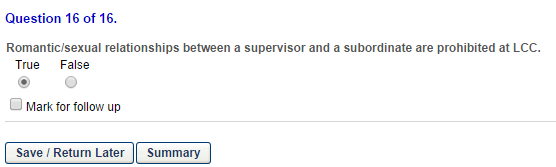 Question 16 of 16.
Romantic/sexual relationships between a supervisor and a subordinate are prohibited at LCC.
True False
Mark for follow up
Save / Return Later Summary